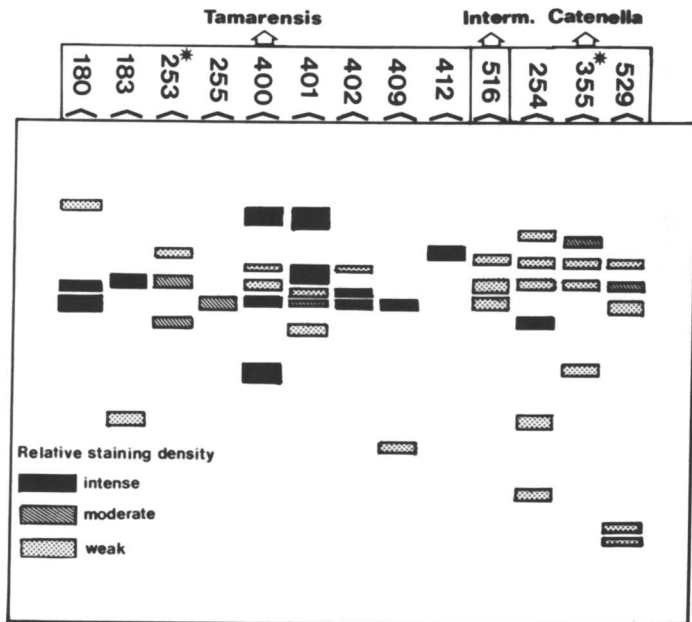 Tamarensis Interm. Catenella
180 183 253* 255 400 401 402 409 412 516 254 355* 529
Relative staining density
intense
moderate
weak